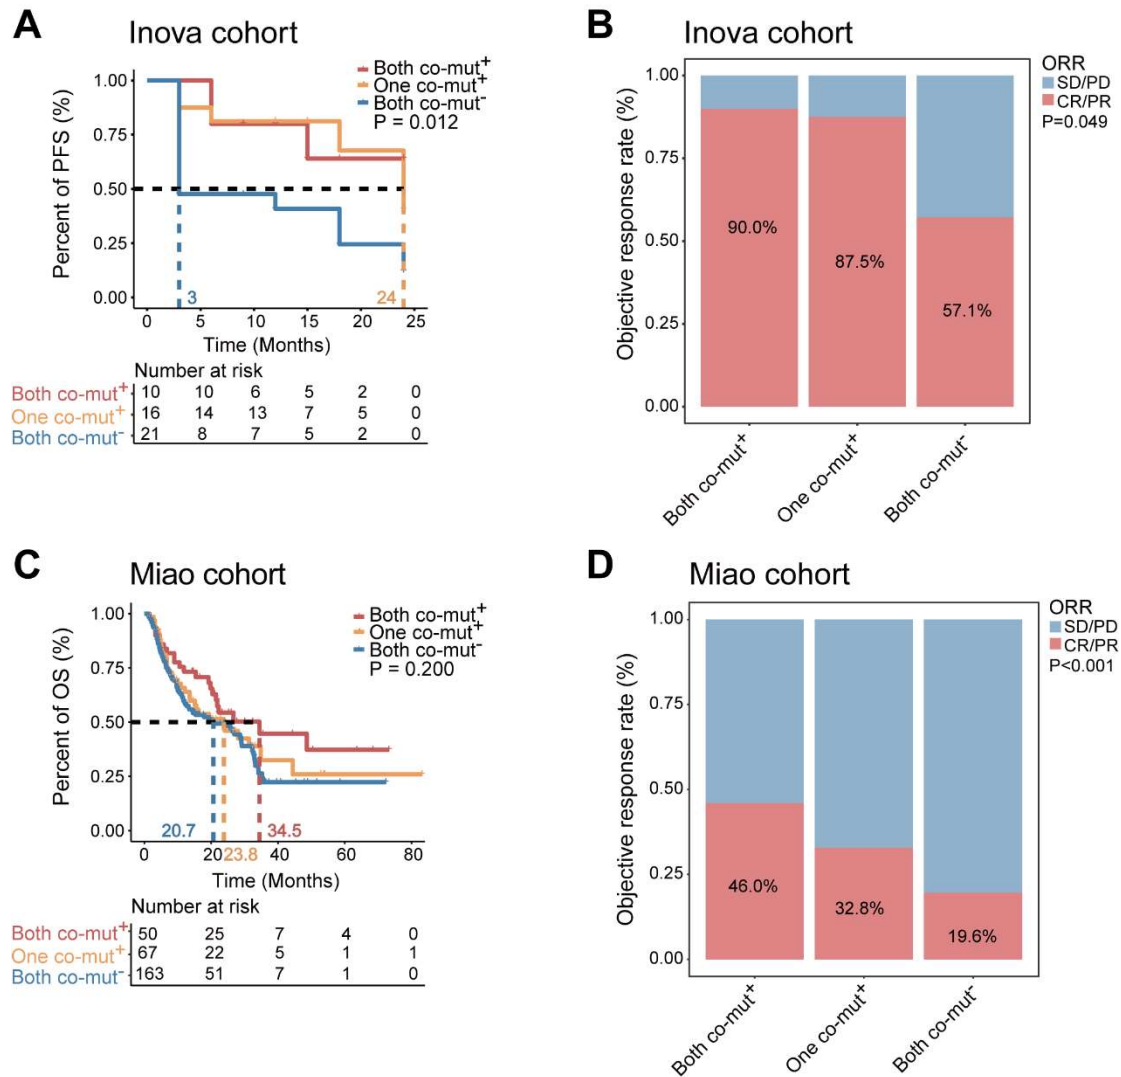 A
Inova cohort
Both co-mut+
One co-mut+
Both co-mut-
P = 0.012
Percent of PFS (%)
1.00
0.75
0.50
0.25
0.00
3
24
0 5 10 15 20 25
Time (Months)
Number at risk
Both co-mut+ 10 10 6 5 2 0
One co-mut+ 16 14 13 7 5 0
Both co-mut- 21 8 7 5 2 0
B
Inova cohort
ORR
SD/PD
CR/PR
P=0.049
Objective response rate (%)
1.00
0.75
0.50
0.25
0.00
90.0%
87.5%
57.1%
Both co-mut+
One co-mut+
Both co-mut-
C
Miao cohort
Both co-mut+
One co-mut+
Both co-mut-
P = 0.200
Percent of OS (%)
1.00
0.75
0.50
0.25
0.00
20.7
23.8
34.5
0 20 40 60 80
Time (Months)
Number at risk
Both co-mut+ 50 25 7 4 0
One co-mut+ 67 22 5 1 1
Both co-mut- 163 51 7 1 0
D
Miao cohort
ORR
SD/PD
CR/PR
P<0.001
Objective response rate (%)
1.00
0.75
0.50
0.25
0.00
46.0%
32.8%
19.6%
Both co-mut+
One co-mut+
Both co-mut-